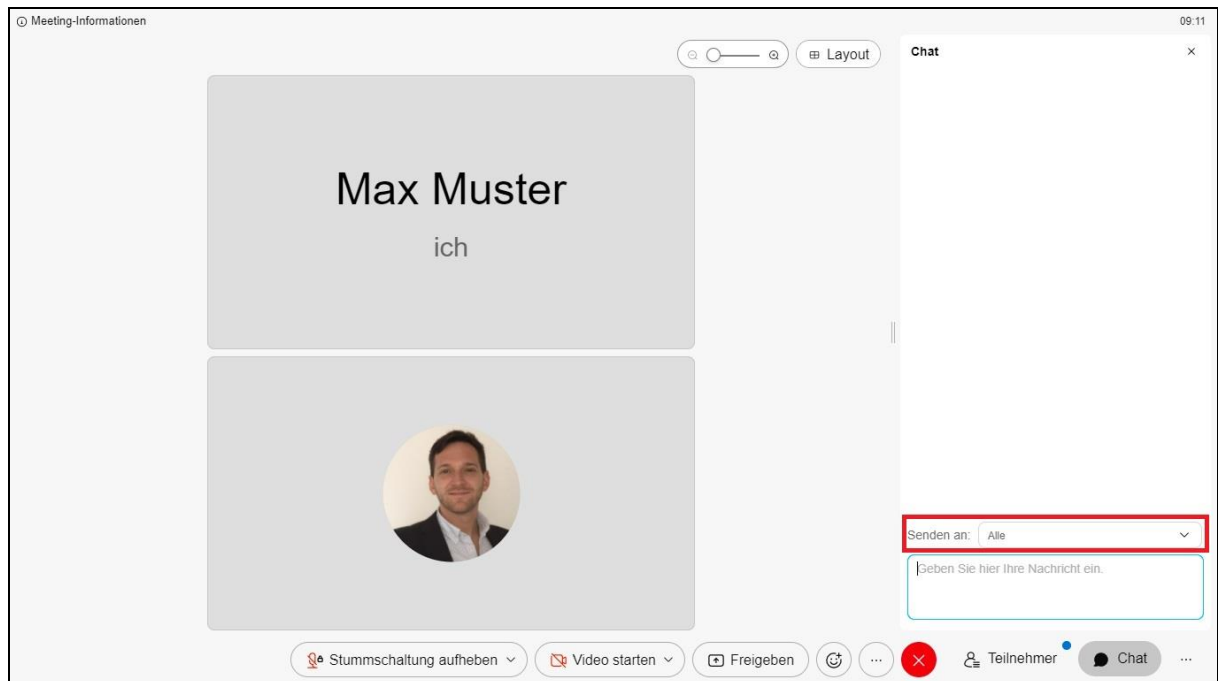 Meeting-Informationen
09:11
Layout
Chat
Max Muster
ich
Senden an: Alle
Geben Sie hier Ihre Nachricht ein.
Stummschaltung aufheben Video starten Freigeben ... Teilnehmer Chat ...